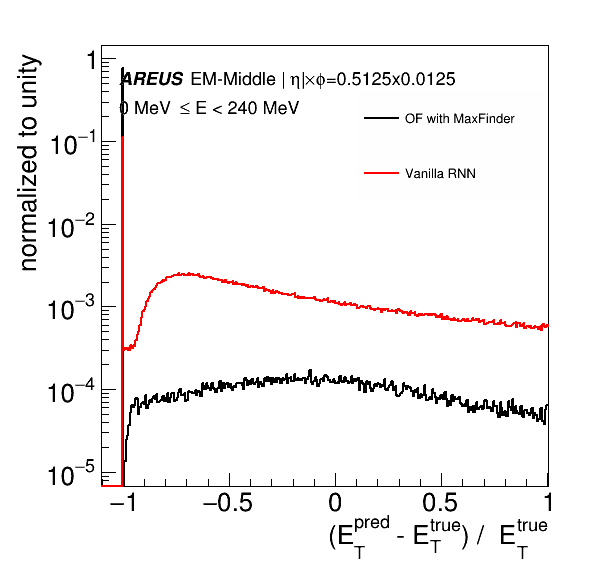 normalized to unity
AREUS EM-Middle | η|×ϕ=0.5125x0.0125
0 MeV ≤ E < 240 MeV
OF with MaxFinder
Vanilla RNN
1
10⁻¹
10⁻²
10⁻³
10⁻⁴
10⁻⁵
−1 −0.5 0 0.5 1
(E_T^pred - E_T^true) / E_T^true